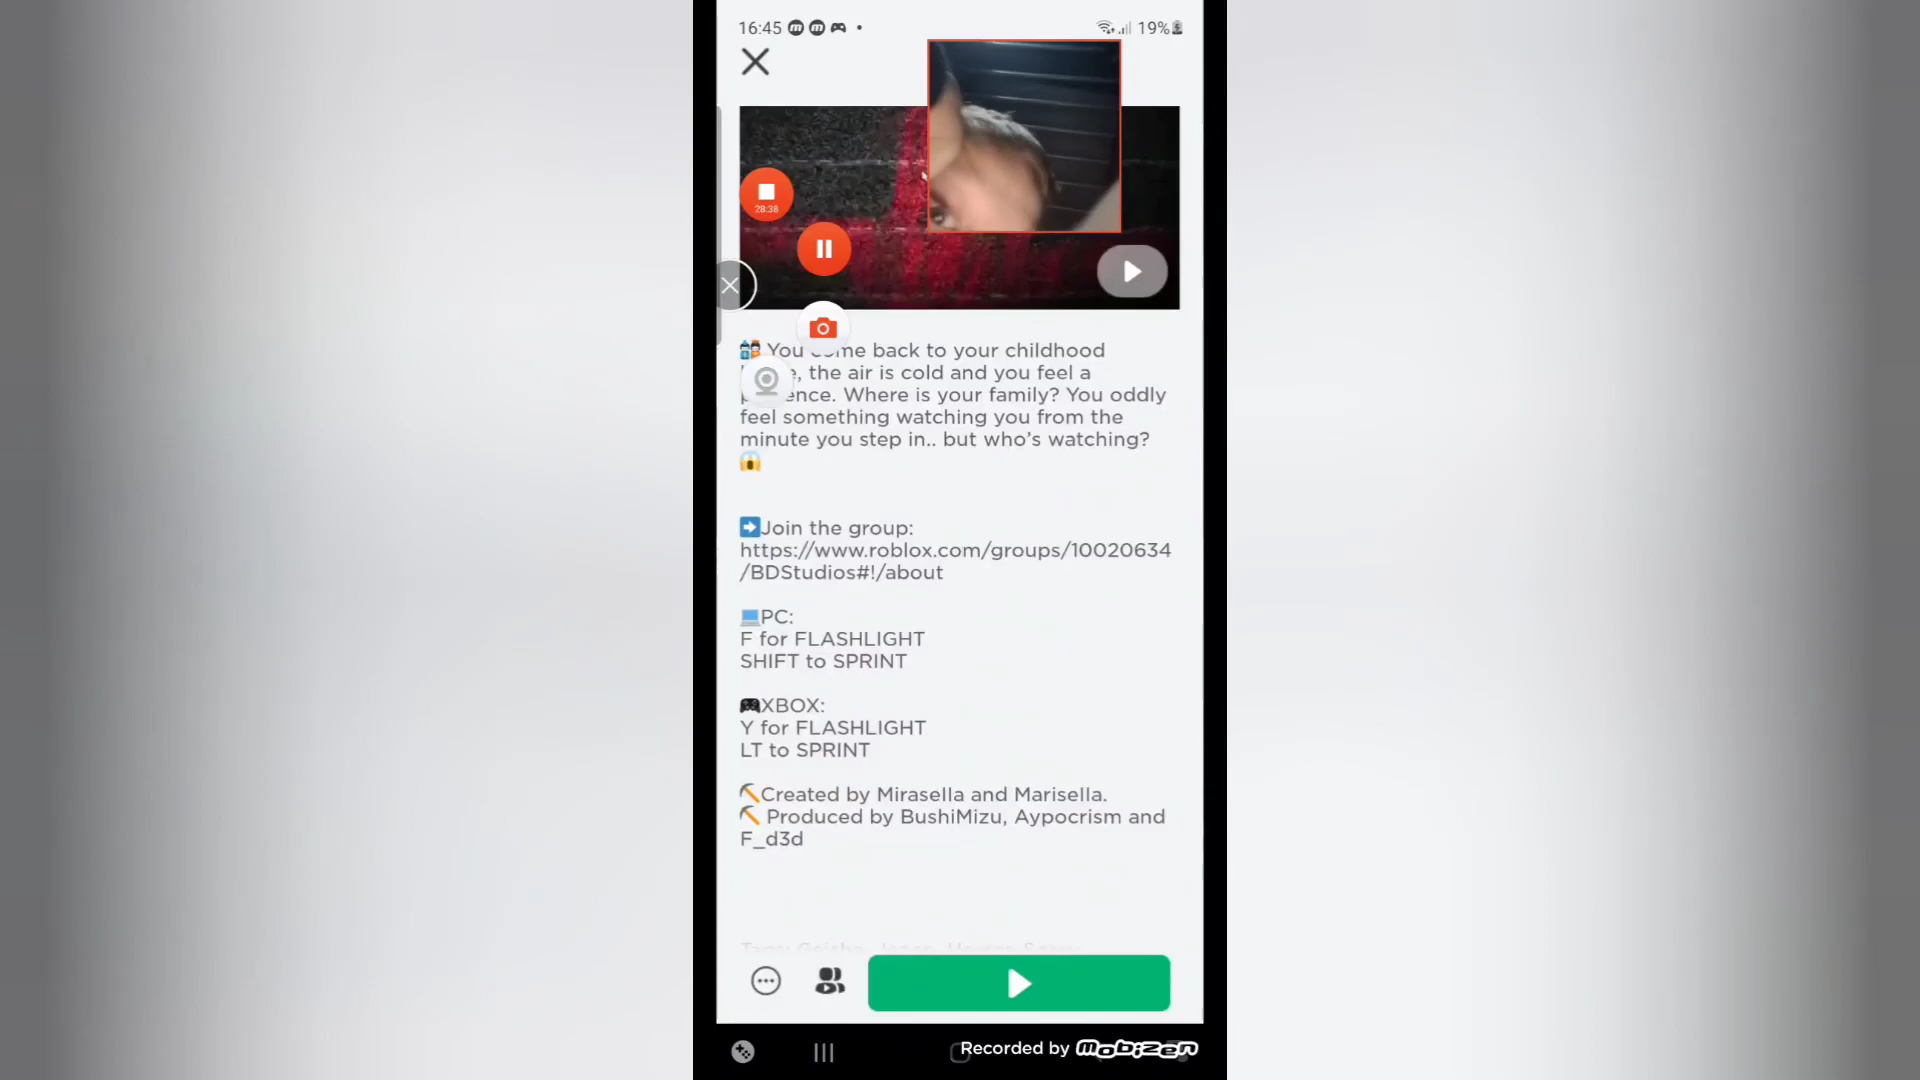 16:45
19%
28:38
You come back to your childhood
, the air is cold and you feel a
Where is your family? You oddly
feel something watching you from the
minute you step in.. but who's watching?
Join the group:
https://www.roblox.com/groups/10020634
/BDStudios#!/about
PC:
F for FLASHLIGHT
SHIFT to SPRINT
XBOX:
Y for FLASHLIGHT
LT to SPRINT
Created by Mirasella and Marisella.
Produced by BushiMizu, Aypocrism and
F_d3d
Recorded by mobizen